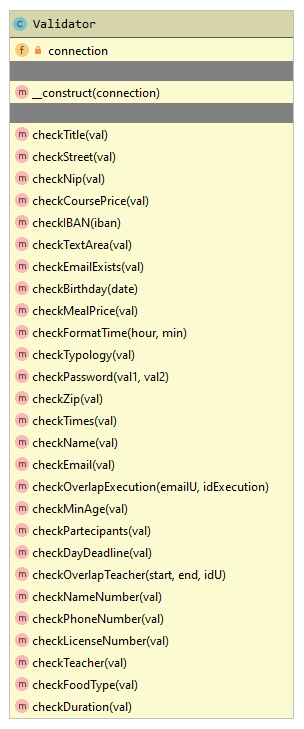 C Validator
f connection
m __construct(connection)
m checkTitle(val)
m checkStreet(val)
m checkNip(val)
m checkCoursePrice(val)
m checkIBAN(iban)
m checkTextArea(val)
m checkEmailExists(val)
m checkBirthday(date)
m checkMealPrice(val)
m checkFormatTime(hour, min)
m checkTypology(val)
m checkPassword(val1, val2)
m checkZip(val)
m checkTimes(val)
m checkName(val)
m checkEmail(val)
m checkOverlapExecution(emailU, idExecution)
m checkMinAge(val)
m checkPartecipants(val)
m checkDayDeadline(val)
m checkOverlapTeacher(start, end, idU)
m checkNameNumber(val)
m checkPhoneNumber(val)
m checkLicenseNumber(val)
m checkTeacher(val)
m checkFoodType(val)
m checkDuration(val)